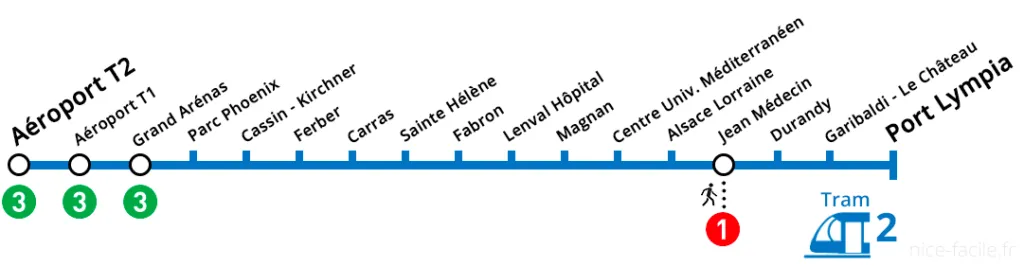 Aéroport T2
Aéroport T1
Grand Arénas
Parc Phoenix
Cassin - Kirchner
Ferber
Carras
Sainte Hélène
Fabron
Lenval Hôpital
Magnan
Centre Univ. Méditerranéen
Alsace Lorraine
Jean Médecin
Durandy
Garibaldi - Le Château
Port Lympia
3
3
3
1
Tram
2
nice-facile.fr